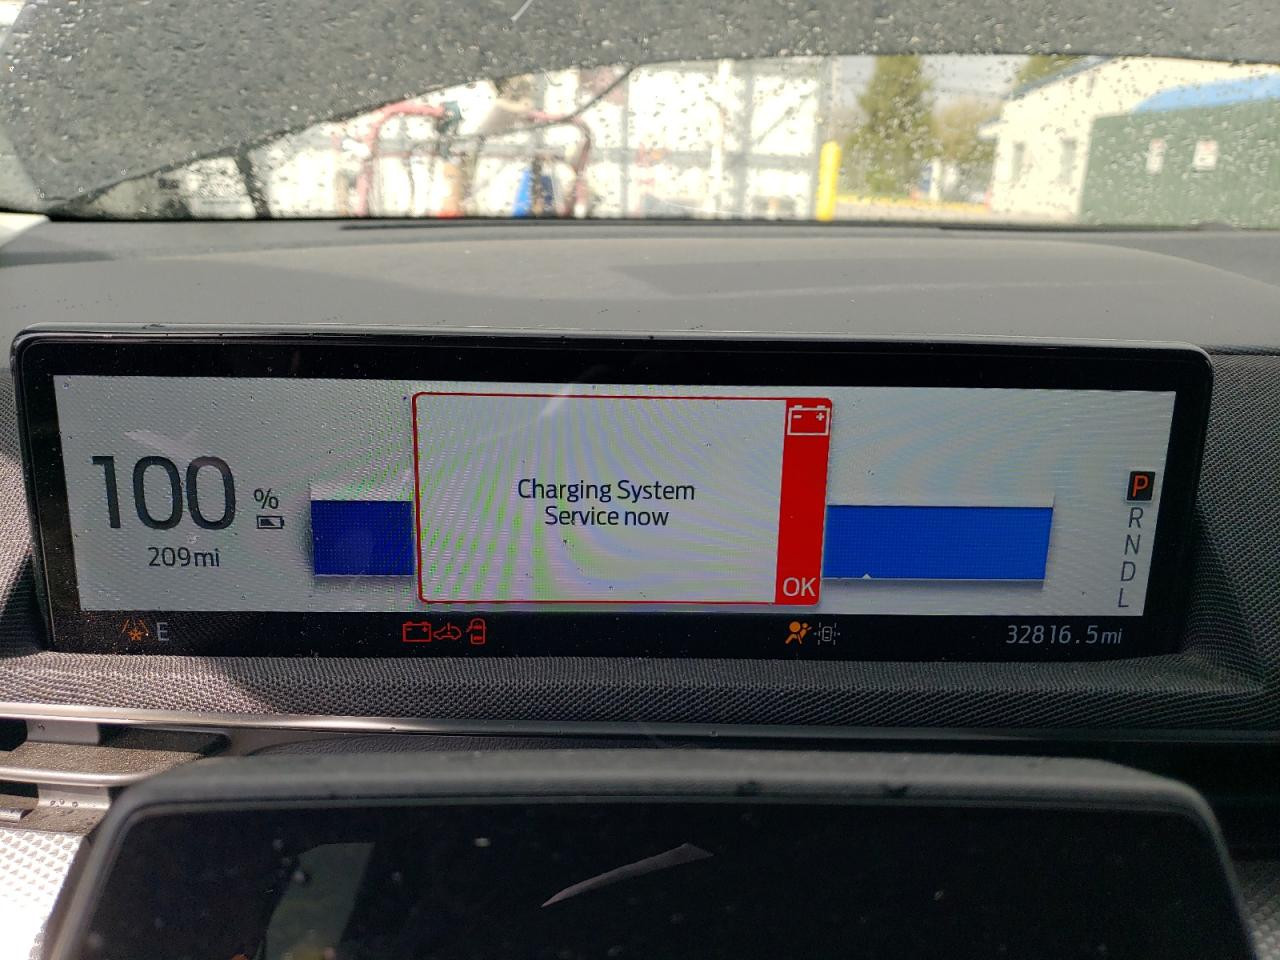 100 %
209mi
Charging System
Service now
OK
P
R
N
D
L
E
32816.5mi